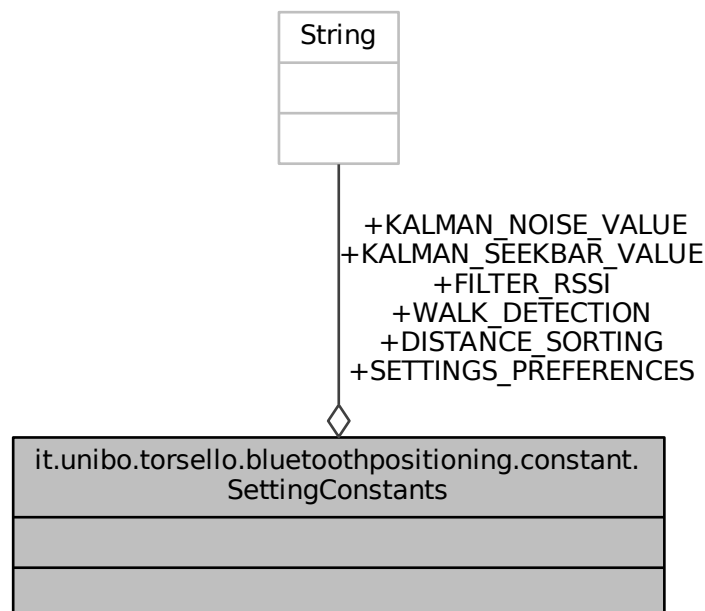 String
+KALMAN_NOISE_VALUE
+KALMAN_SEEKBAR_VALUE
+FILTER_RSSI
+WALK_DETECTION
+DISTANCE_SORTING
+SETTINGS_PREFERENCES
it.unibo.torsello.bluetoothpositioning.constant.
SettingConstants